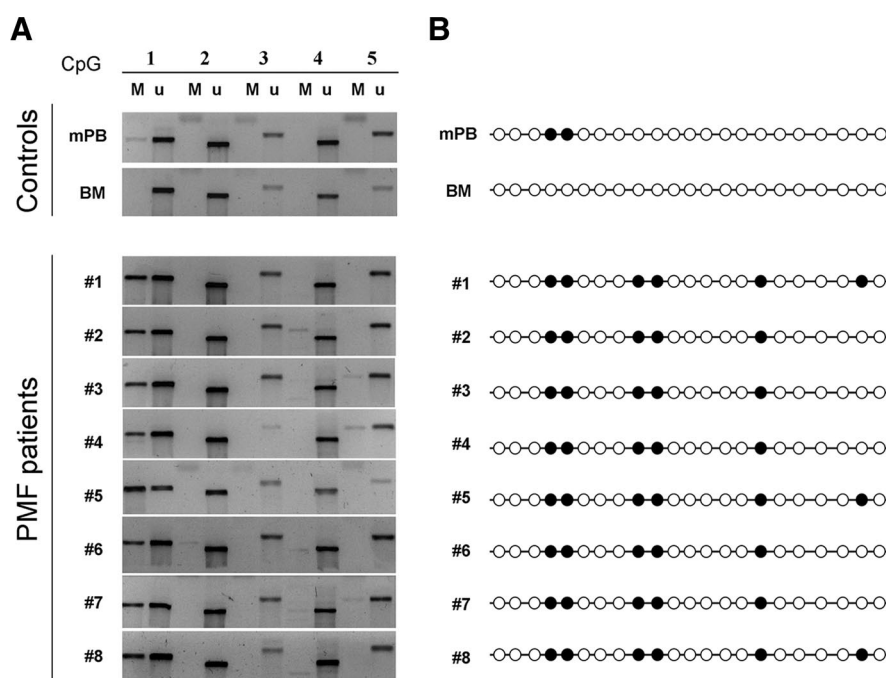 A
B
CpG 1 2 3 4 5
M u M u M u M u M u
Controls
mPB
BM
mPB
BM
PMF patients
#1
#2
#3
#4
#5
#6
#7
#8
#1
#2
#3
#4
#5
#6
#7
#8